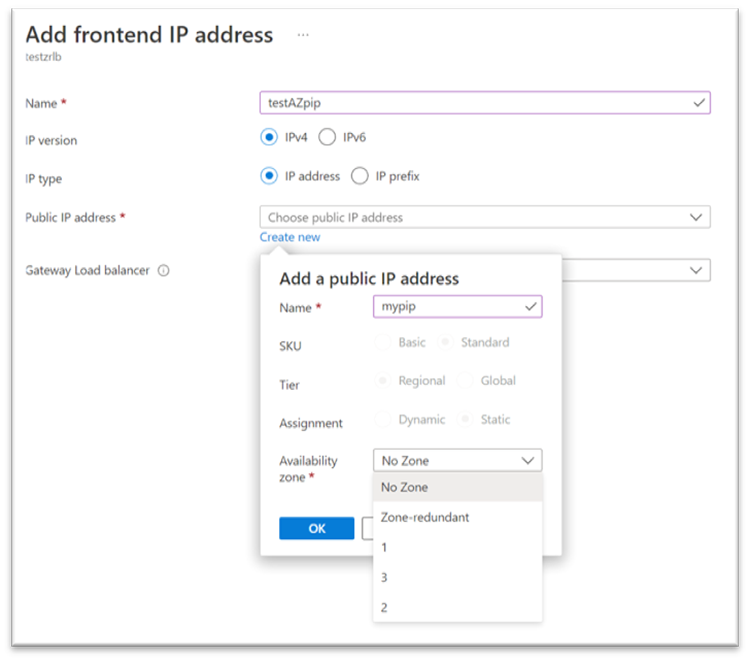 Add frontend IP address ...
testzrlb
Name *
testAZpip
IP version
IPv4 IPv6
IP type
IP address IP prefix
Public IP address *
Choose public IP address
Create new
Gateway Load balancer
Add a public IP address
Name *
mypip
SKU
Basic Standard
Tier
Regional Global
Assignment
Dynamic Static
Availability
zone *
No Zone
No Zone
Zone-redundant
1
3
2
OK